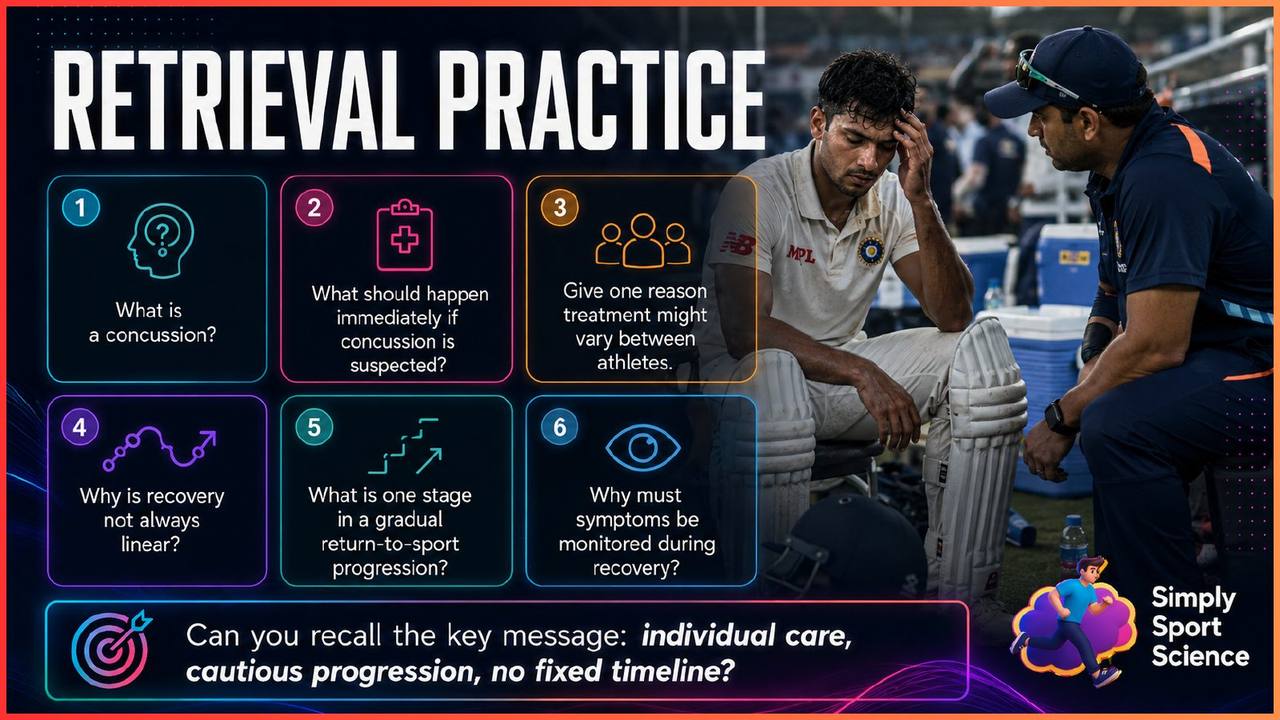 RETRIEVAL PRACTICE
1
What is
a concussion?
2
What should happen
immediately if
concussion is
suspected?
3
Give one reason
treatment might
vary between
athletes.
4
Why is recovery
not always
linear?
5
What is one stage
in a gradual
return-to-sport
progression?
6
Why must
symptoms be
monitored during
recovery?
Can you recall the key message: individual care,
cautious progression, no fixed timeline?
NB
MPL
Simply
Sport
Science